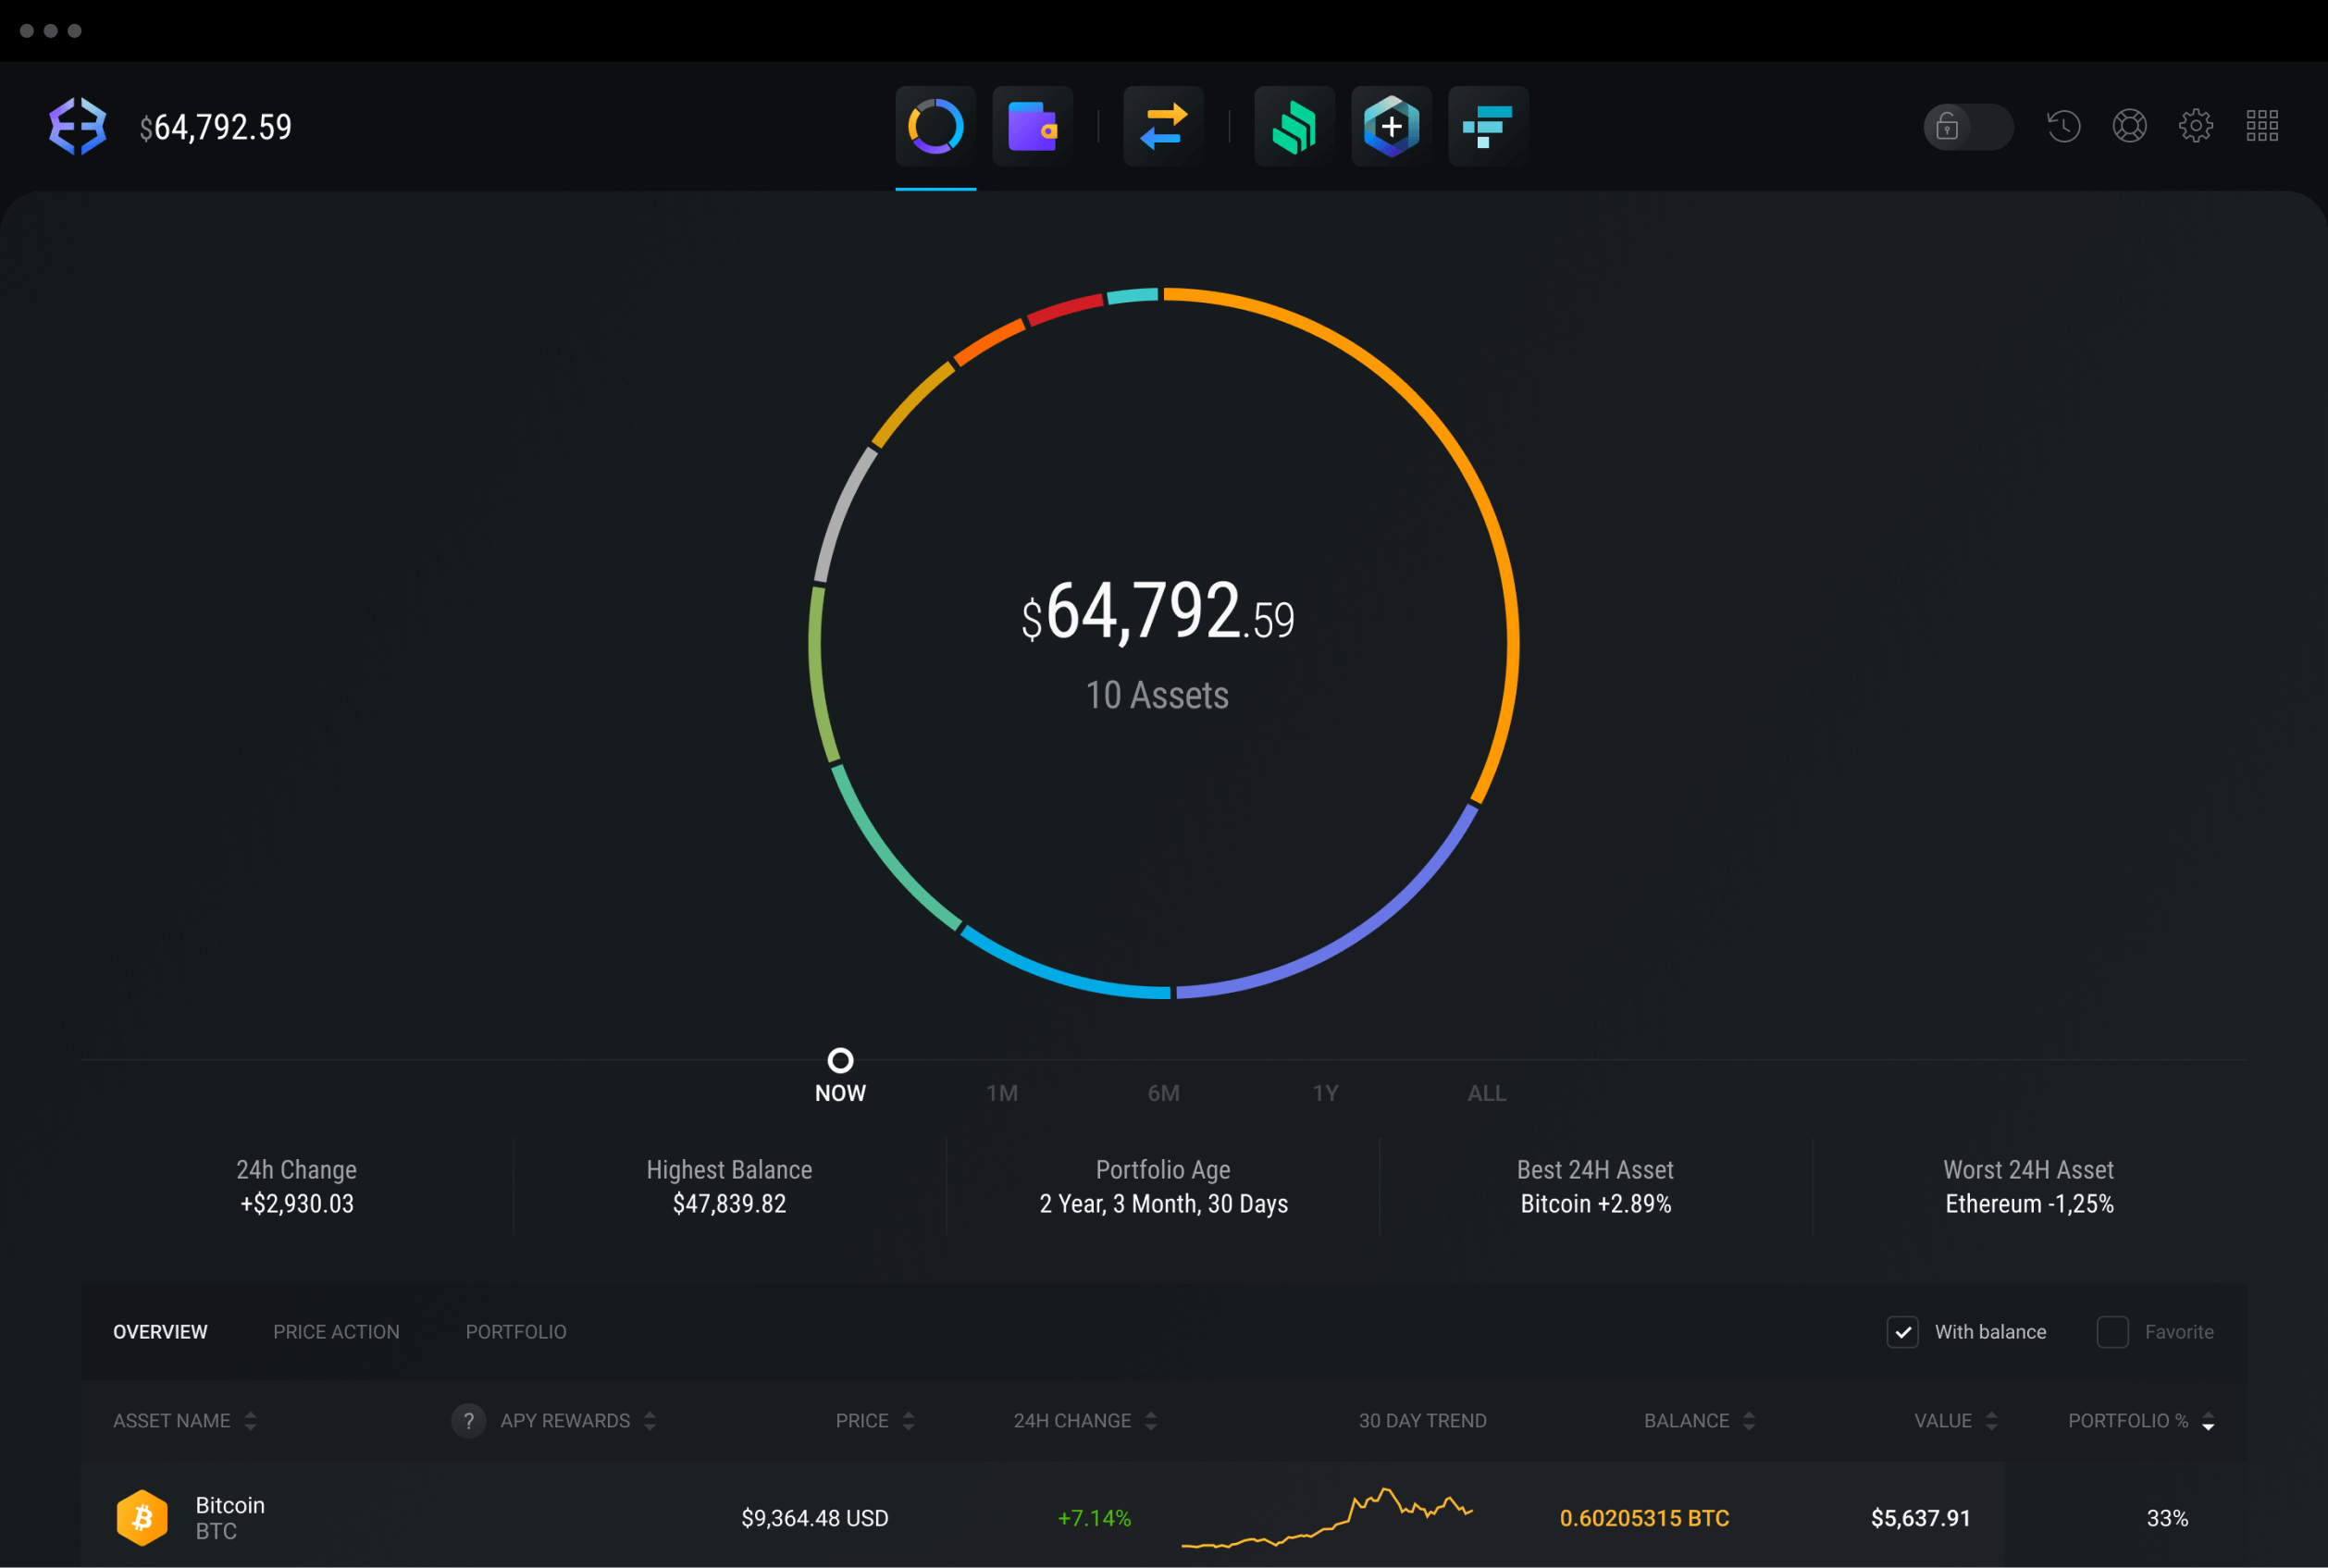 $64,792.59
$64,792.59
10 Assets
NOW 1M 6M 1Y ALL
24h Change Highest Balance Portfolio Age Best 24H Asset Worst 24H Asset
+$2,930.03 $47,839.82 2 Year, 3 Month, 30 Days Bitcoin +2.89% Ethereum -1,25%
OVERVIEW PRICE ACTION PORTFOLIO With balance Favorite
ASSET NAME ? APY REWARDS PRICE 24H CHANGE 30 DAY TREND BALANCE VALUE PORTFOLIO %
Bitcoin
BTC
$9,364.48 USD +7.14% 0.60205315 BTC $5,637.91 33%